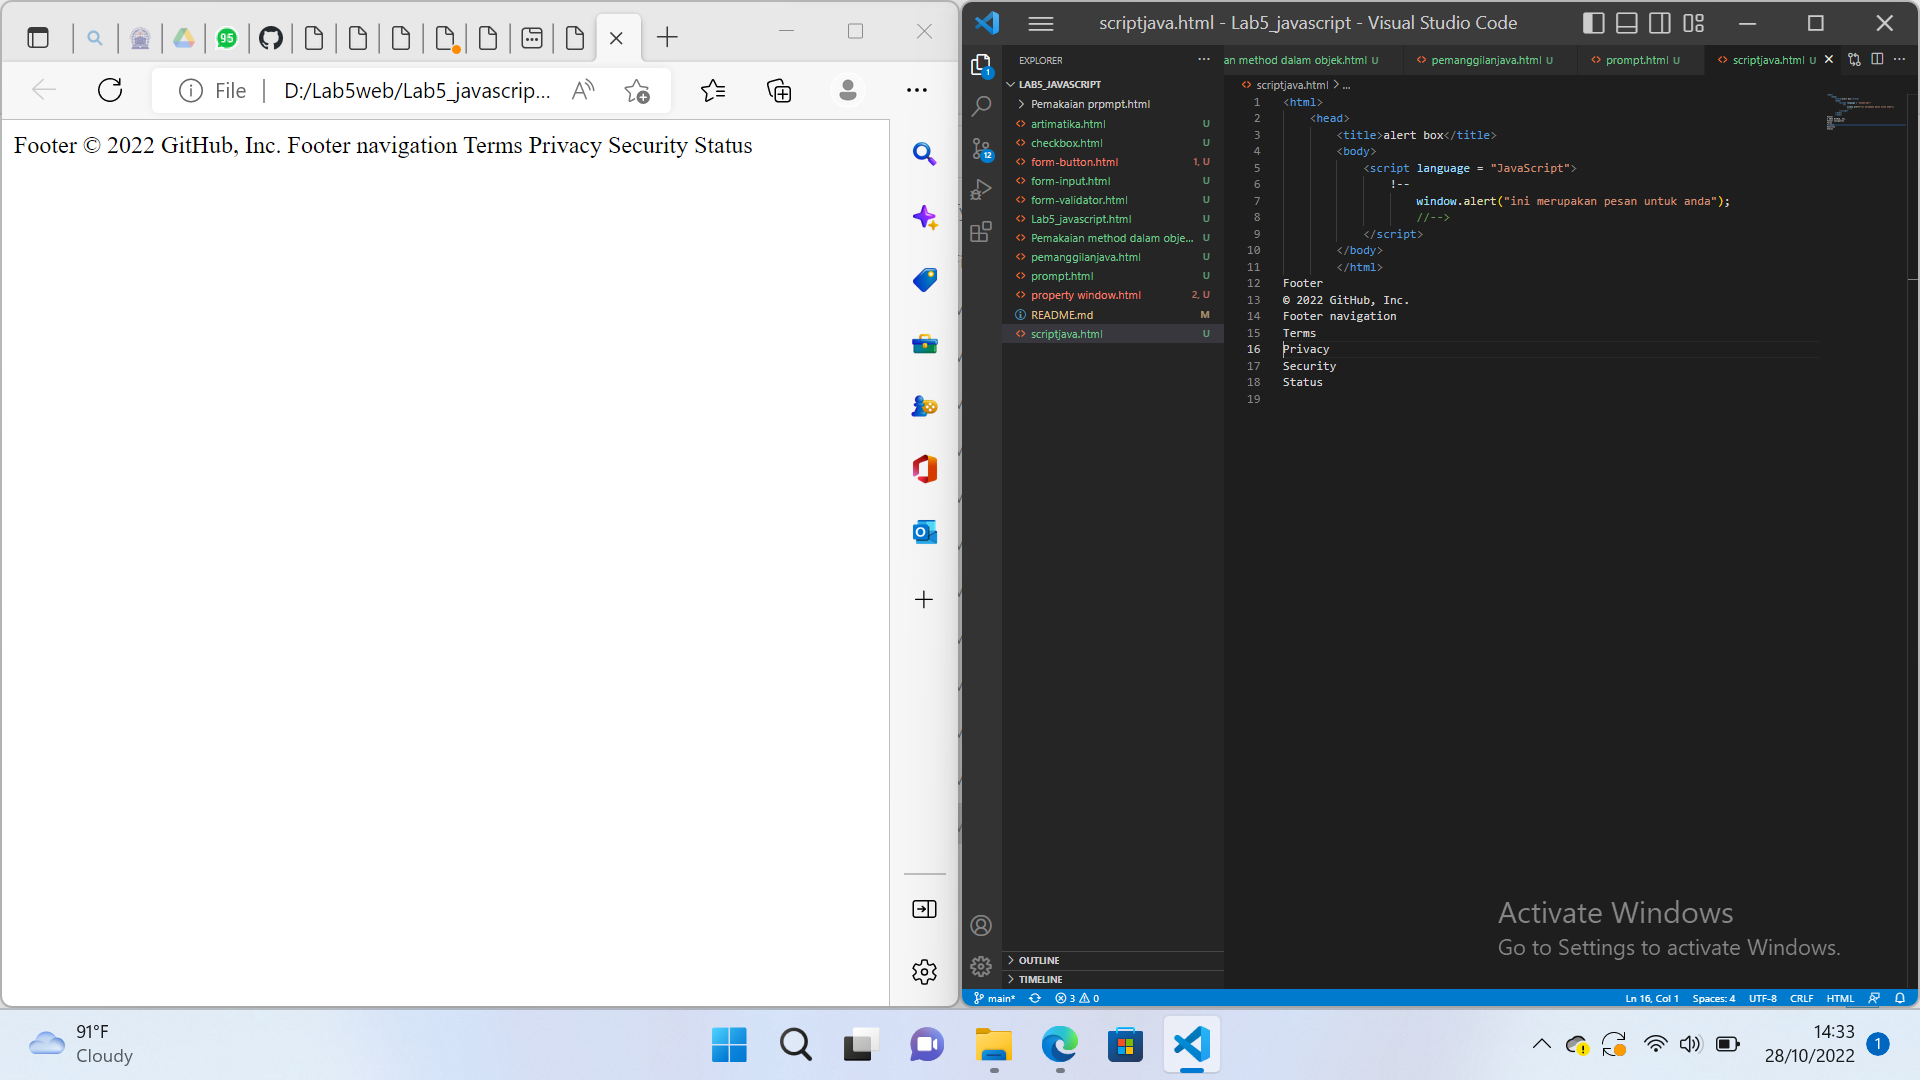 95
File
D:/Lab5web/Lab5_javascrip...
Footer © 2022 GitHub, Inc. Footer navigation Terms Privacy Security Status
scriptjava.html - Lab5_javascript - Visual Studio Code
EXPLORER
an method dalam objek.html U
pemanggilanjava.html U
prompt.html U
scriptjava.html U
1
LAB5_JAVASCRIPT
Pemakaian prpmpt.html
artimatika.html U
checkbox.html U
form-button.html 1, U
form-input.html U
form-validator.html U
Lab5_javascript.html U
Pemakaian method dalam obje... U
pemanggilanjava.html U
prompt.html U
property window.html 2, U
README.md M
scriptjava.html U
12
OUTLINE
TIMELINE
scriptjava.html > ...
1 <html>
2 <head>
3 <title>alert box</title>
4 <body>
5 <script language = "JavaScript">
6 !--
7 window.alert("ini merupakan pesan untuk anda");
8 //-->
9 </script>
10 </body>
11 </html>
12 Footer
13 © 2022 GitHub, Inc.
14 Footer navigation
15 Terms
16 Privacy
17 Security
18 Status
19
Activate Windows
Go to Settings to activate Windows.
main* 3 0
Ln 16, Col 1 Spaces: 4 UTF-8 CRLF HTML
91°F
Cloudy
14:33
28/10/2022
1